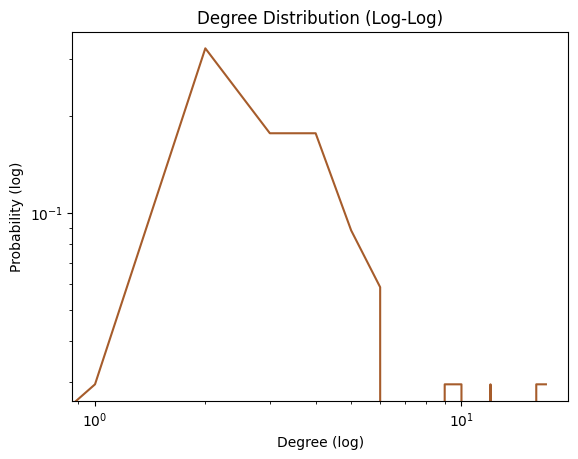 Degree Distribution (Log-Log)
Probability (log)
10⁻¹
10⁰
10¹
Degree (log)